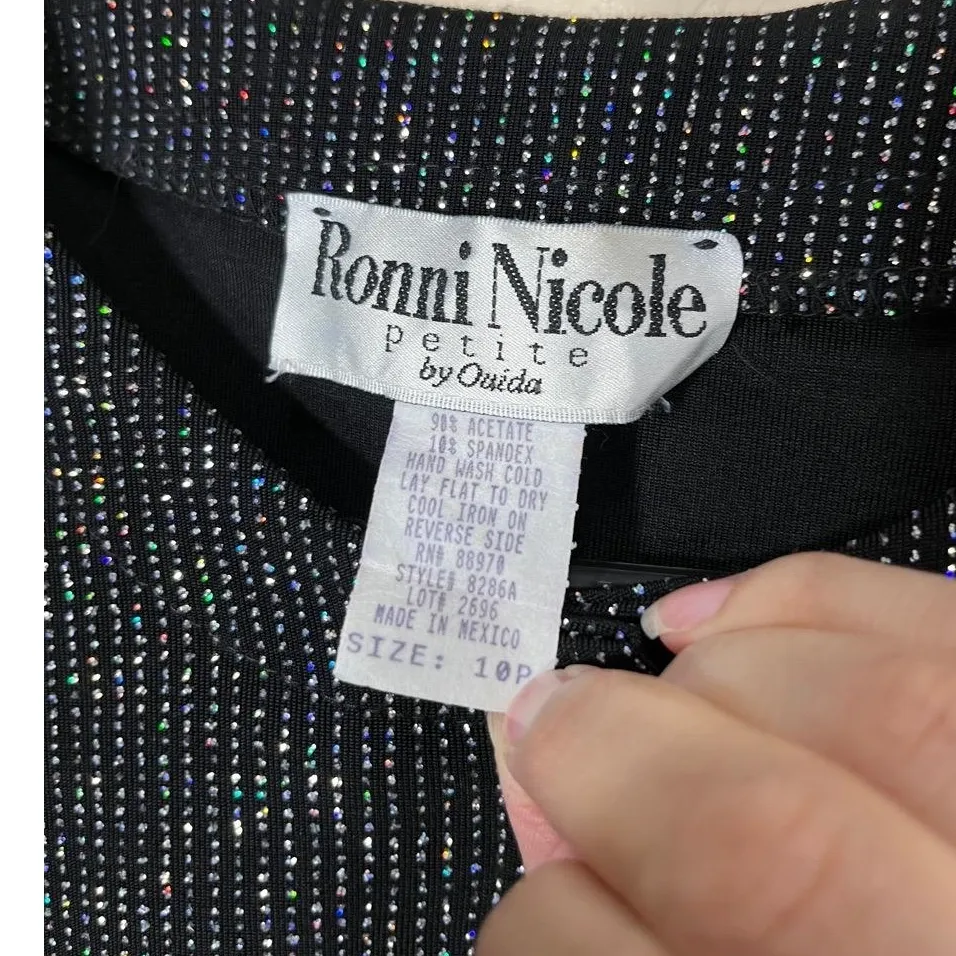 Ronni Nicole
petite
by Ouida
90% ACETATE
10% SPANDEX
HAND WASH COLD
LAY FLAT TO DRY
COOL IRON ON
REVERSE SIDE
RN# 88970
STYLE# 8286A
LOT# 2696
MADE IN MEXICO
SIZE: 10P